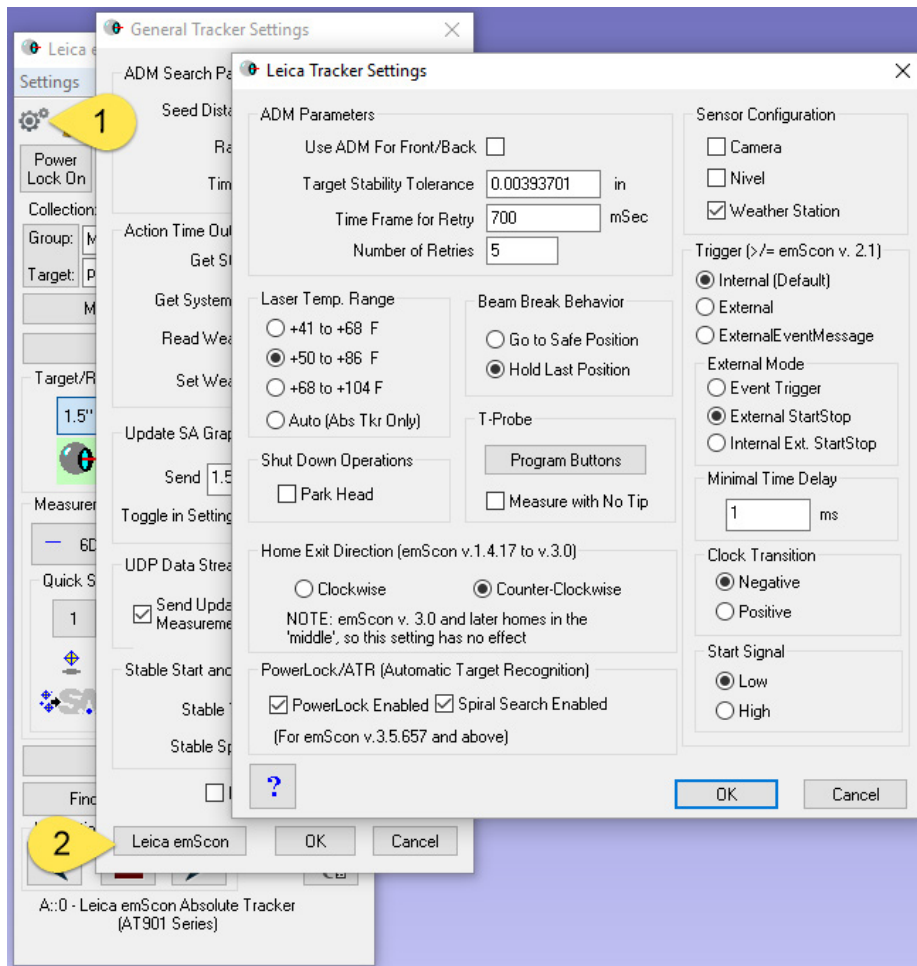 Leica e
Settings
1
Power
Lock On
Collection:
Group: M
Target: P
M
Target/R
1.5"
Measurer
6D
Quick S
1
SA
Find
A::0 - Leica emScon Absolute Tracker
(AT901 Series)
General Tracker Settings
ADM Search Pa
Seed Dista
Ra
Tim
Action Time Out
Get St
Get System
Read Wea
Set Wea
Update SA Grap
Send 1.5
Toggle in Setting
UDP Data Strea
Send Upda
Measureme
Stable Start and
Stable T
Stable Sp
2
Leica emScon
OK
Cancel
Leica Tracker Settings
ADM Parameters
Use ADM For Front/Back
Target Stability Tolerance 0.00393701 in
Time Frame for Retry 700 mSec
Number of Retries 5
Laser Temp. Range
+41 to +68 F
+50 to +86 F
+68 to +104 F
Auto (Abs Tkr Only)
Beam Break Behavior
Go to Safe Position
Hold Last Position
Shut Down Operations
Park Head
T-Probe
Program Buttons
Measure with No Tip
Home Exit Direction (emScon v.1.4.17 to v.3.0)
Clockwise
Counter-Clockwise
NOTE: emScon v. 3.0 and later homes in the
'middle', so this setting has no effect
PowerLock/ATR (Automatic Target Recognition)
PowerLock Enabled
Spiral Search Enabled
(For emScon v.3.5.657 and above)
?
Sensor Configuration
Camera
Nivel
Weather Station
Trigger (>/= emScon v. 2.1)
Internal (Default)
External
ExternalEventMessage
External Mode
Event Trigger
External StartStop
Internal Ext. StartStop
Minimal Time Delay
1 ms
Clock Transition
Negative
Positive
Start Signal
Low
High
OK
Cancel